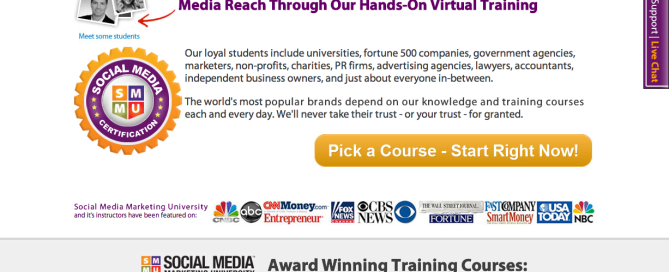 Media Reach Through Our Hands-On Virtual Training
Meet some students
Support | Live Chat
Our loyal students include universities, fortune 500 companies, government agencies,
marketers, non-profits, charities, PR firms, advertising agencies, lawyers, accountants,
independent business owners, and just about everyone in-between.
SOCIAL MEDIA
S M
M U
CERTIFICATION
The world's most popular brands depend on our knowledge and training courses
each and every day. We'll never take their trust - or your trust - for granted.
Pick a Course - Start Right Now!
Social Media Marketing University
and it's instructors have been featured on:
CNBC
abc
CNNMoney.com
Entrepreneur
FOX
NEWS
CBS
NEWS
THE WALL STREET JOURNAL.
FORTUNE
FAST COMPANY
SmartMoney
USA
TODAY
NBC
S M
M U
SOCIAL MEDIA
MARKETING UNIVERSITY
Award Winning Training Courses: